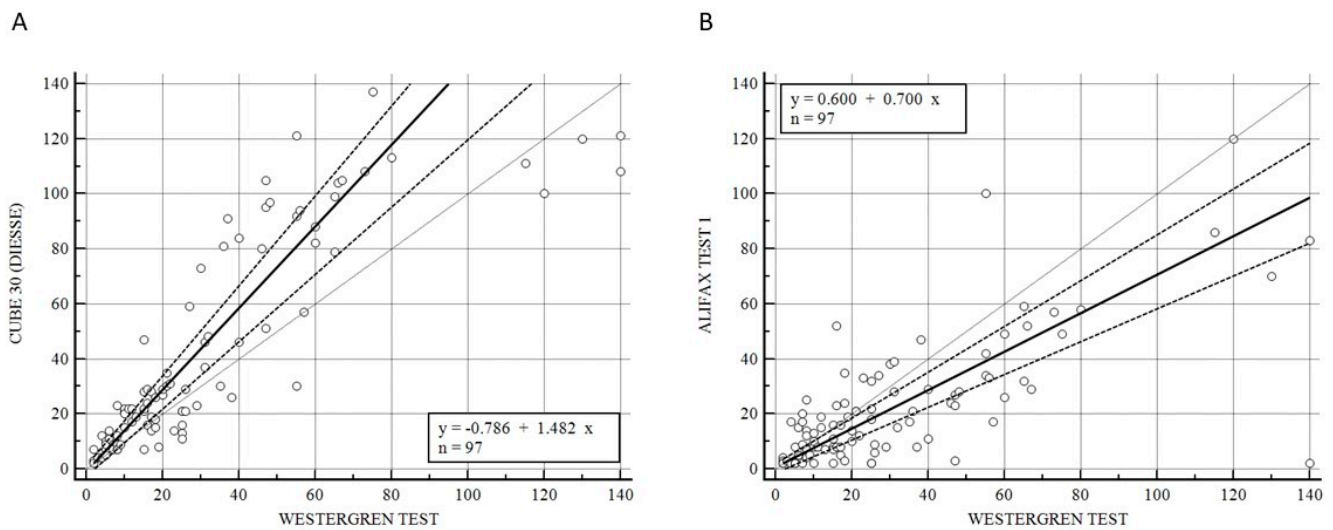 A
B
CUBE 30 (DIESSE)
140
120
100
80
60
40
20
0
y = -0.786 + 1.482 x
n = 97
0 20 40 60 80 100 120 140
WESTERGREN TEST
ALIFAX TEST 1
140
120
100
80
60
40
20
0
y = 0.600 + 0.700 x
n = 97
0 20 40 60 80 100 120 140
WESTERGREN TEST